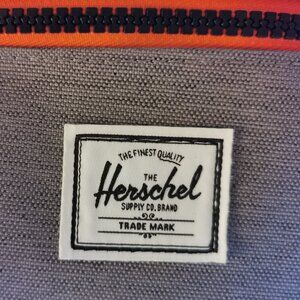 THE FINEST QUALITY
THE
Herschel
SUPPLY CO. BRAND
TRADE MARK